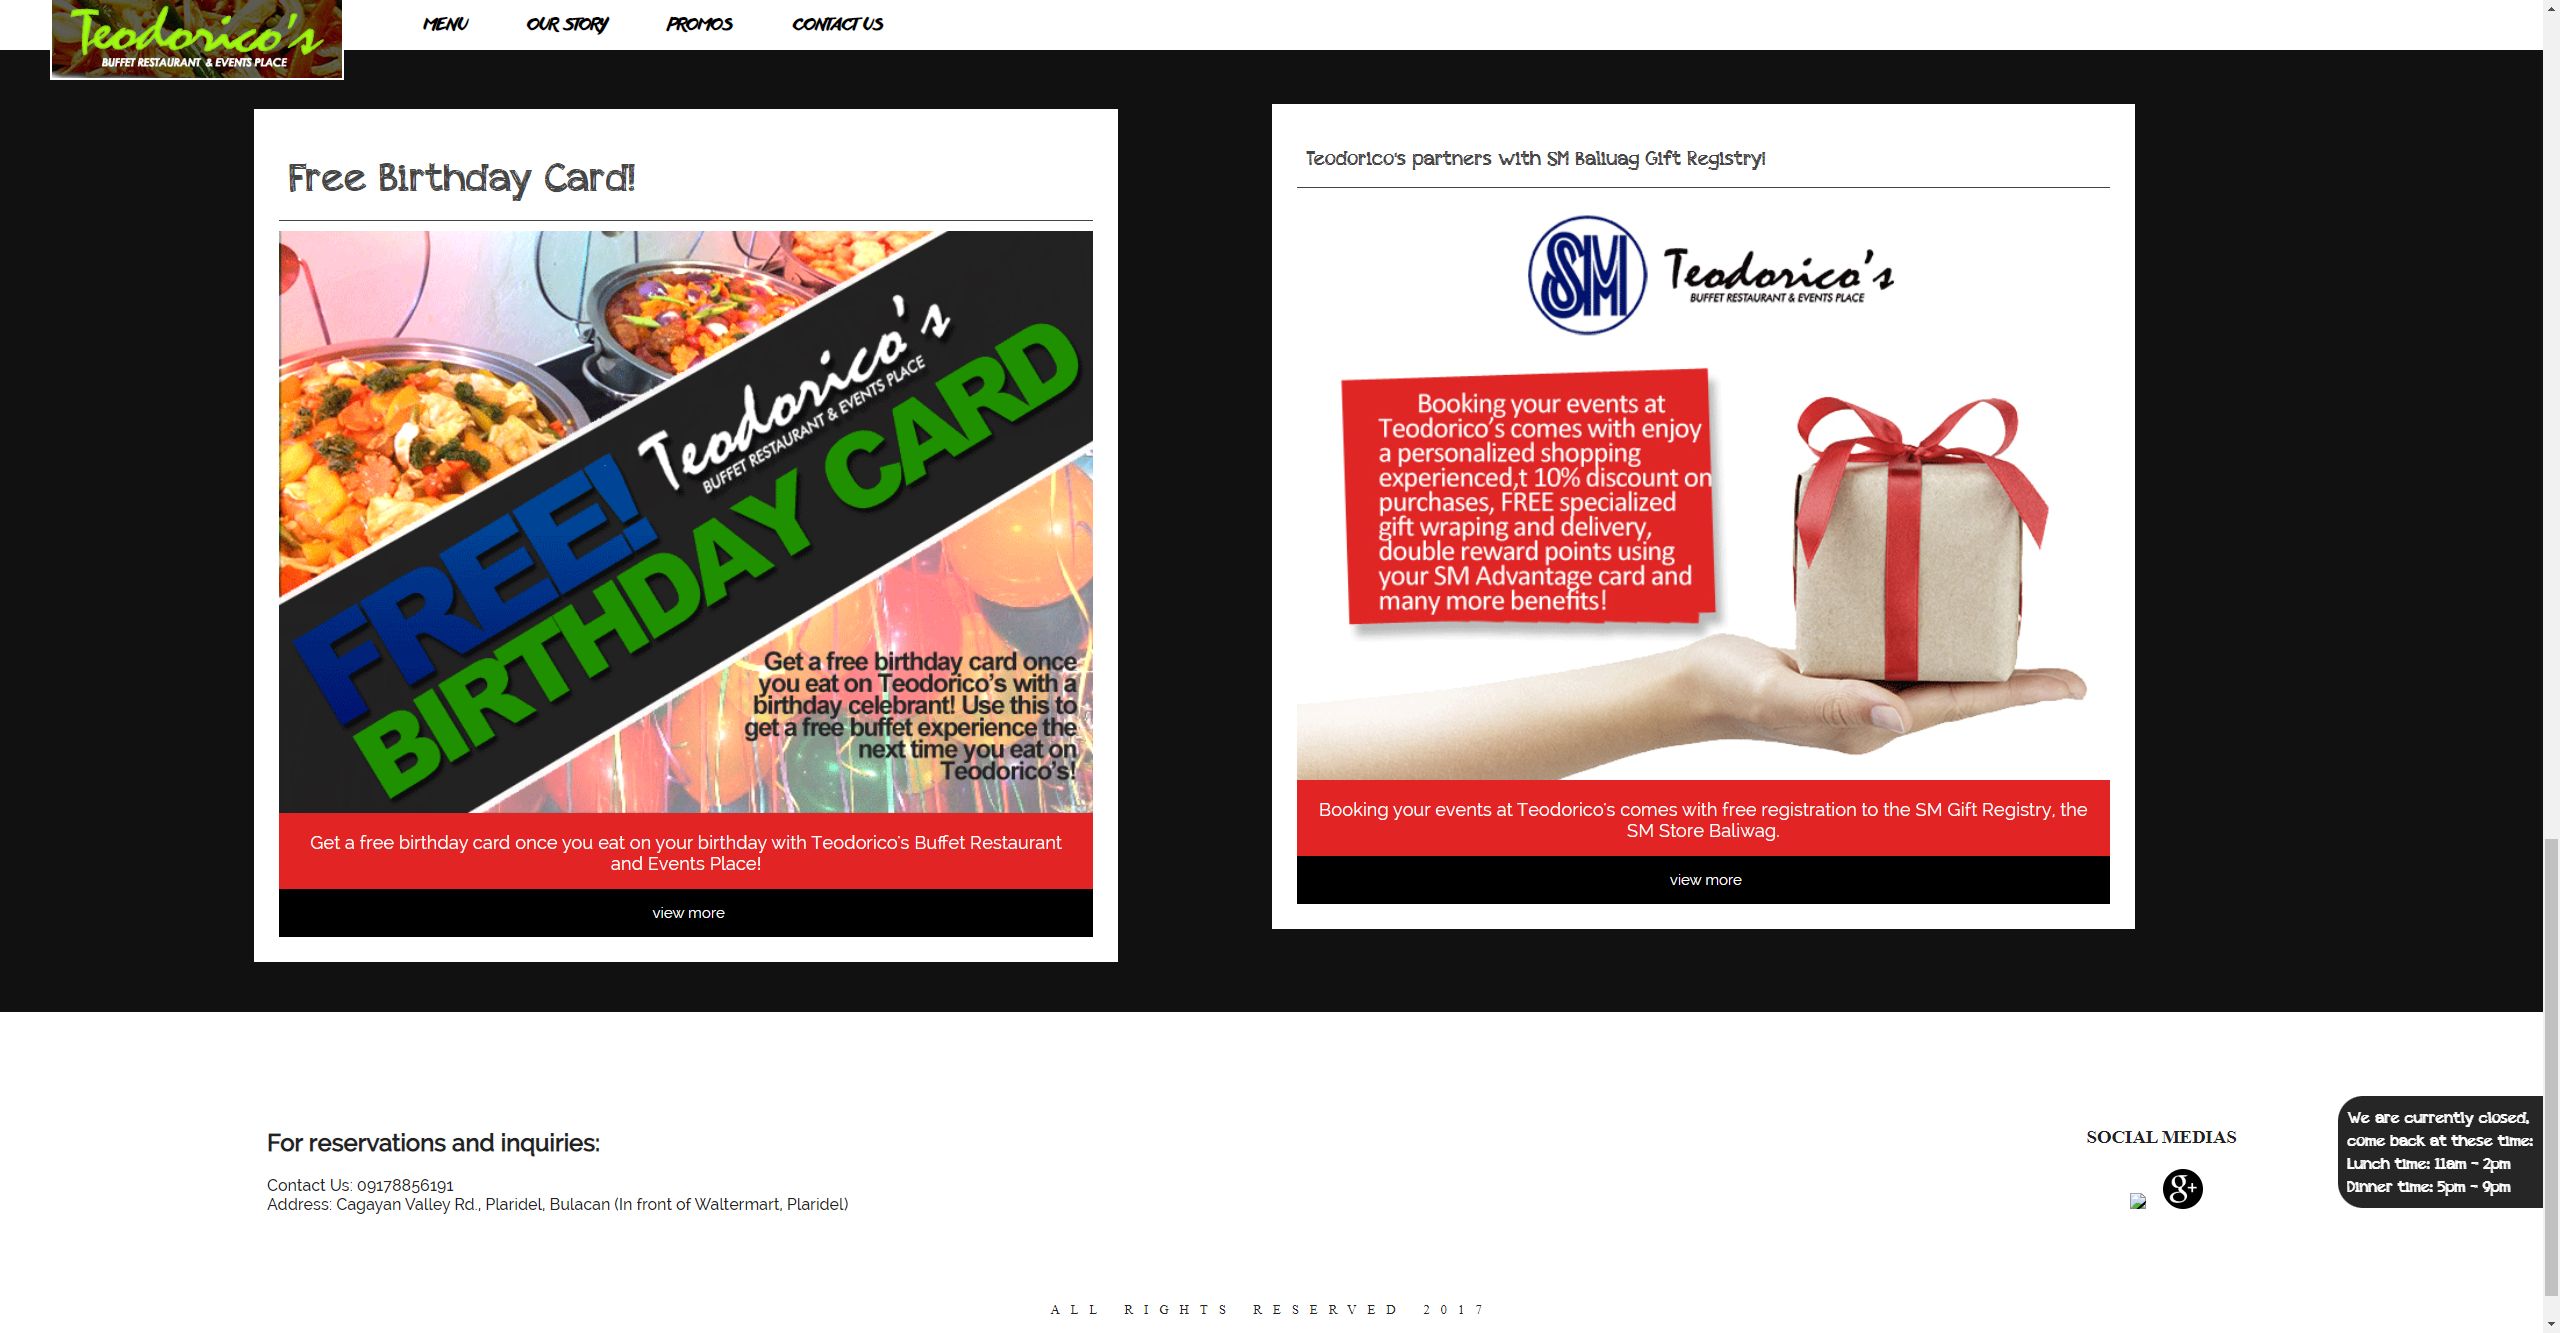 Teodorico's
BUFFET RESTAURANT & EVENTS PLACE
MENU
OUR STORY
PROMOS
CONTACT US
Free Birthday Card!
Teodorico's
BUFFET RESTAURANT & EVENTS PLACE
FREE!
BIRTHDAY CARD
Get a free birthday card once
you eat on Teodorico's with a
birthday celebrant! Use this to
get a free buffet experience the
next time you eat on
Teodorico's!
Get a free birthday card once you eat on your birthday with Teodorico's Buffet Restaurant
and Events Place!
view more
Teodorico's partners with SM Baliuag Gift Registry!
SM
Teodorico's
BUFFET RESTAURANT & EVENTS PLACE
Booking your events at
Teodorico's comes with enjoy
a personalized shopping
experienced,t 10% discount on
purchases, FREE specialized
gift wraping and delivery,
double reward points using
your SM Advantage card and
many more benefits!
Booking your events at Teodorico's comes with free registration to the SM Gift Registry, the
SM Store Baliwag.
view more
For reservations and inquiries:
Contact Us: 09178856191
Address: Cagayan Valley Rd., Plaridel, Bulacan (In front of Waltermart, Plaridel)
SOCIAL MEDIAS
g+
We are currently closed,
come back at these time:
Lunch time: 11am - 2pm
Dinner time: 5pm - 9pm
ALL RIGHTS RESERVED 2017